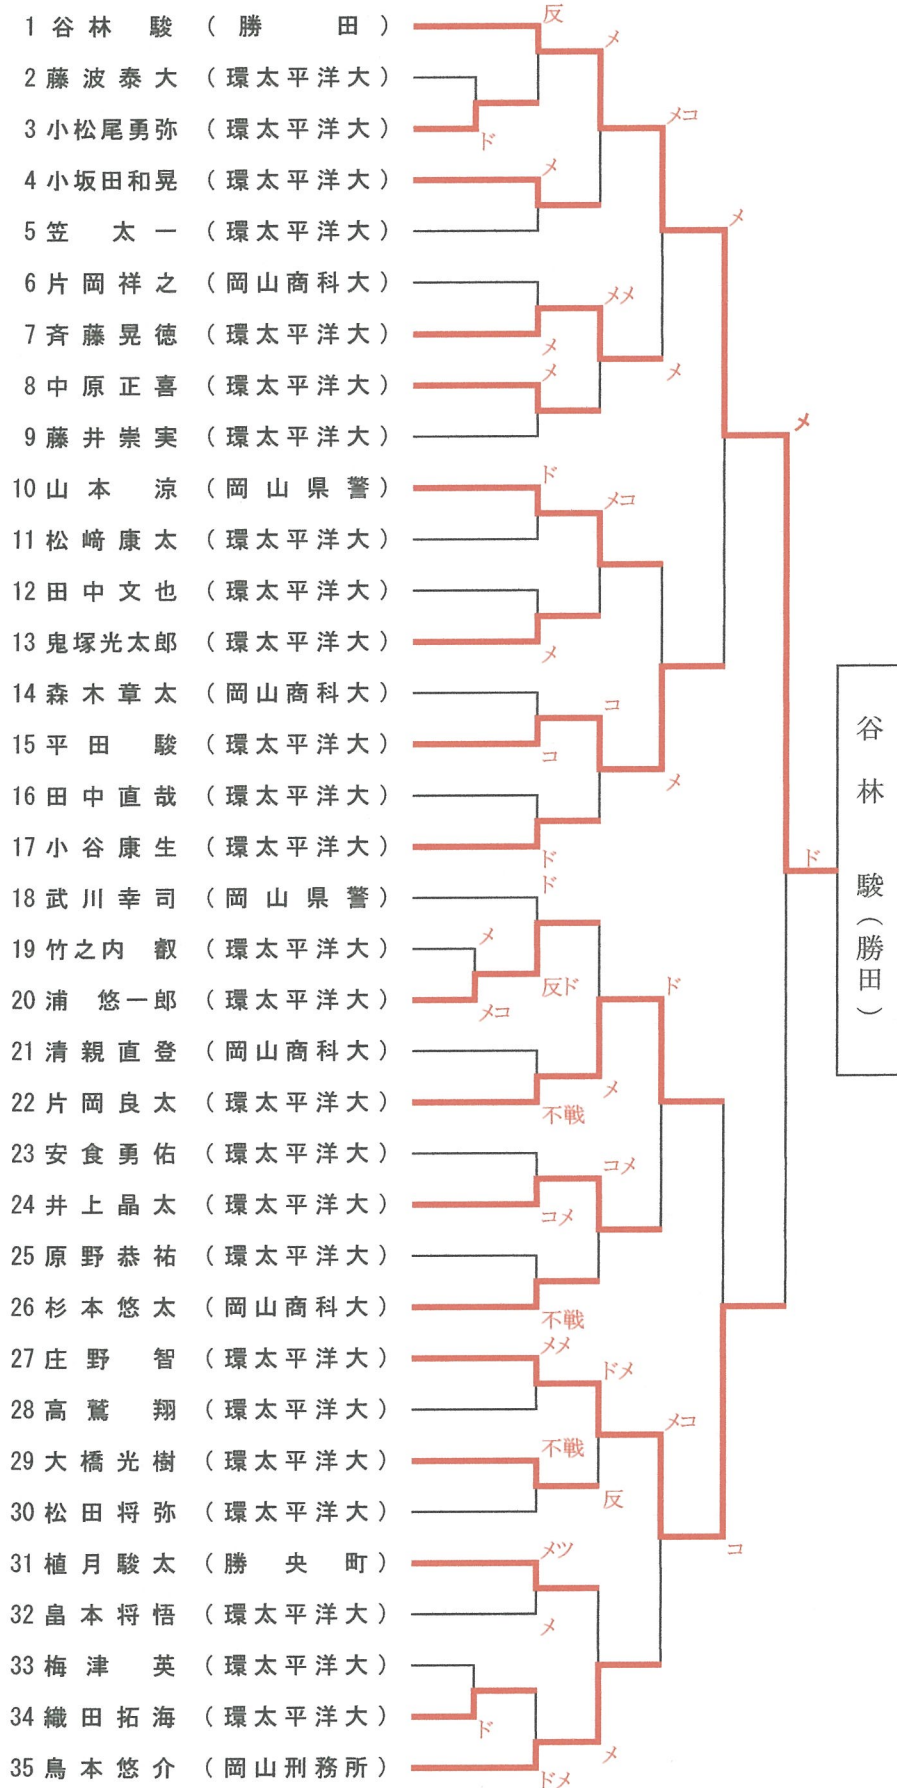 1 谷林 駿 (勝 田)
反
メ
2 藤波泰大 (環太平洋大)
3 小松尾勇弥 (環太平洋大)
ド
メコ
4 小坂田和晃 (環太平洋大)
メ
5 笠 太一 (環太平洋大)
メ
6 片岡祥之 (岡山商科大)
メメ
7 斉藤晃徳 (環太平洋大)
メ
メ
8 中原正喜 (環太平洋大)
メ
9 藤井崇実 (環太平洋大)
メ
10 山本 涼 (岡山県警)
ド
メコ
11 松﨑康太 (環太平洋大)
12 田中文也 (環太平洋大)
13 鬼塚光太郎 (環太平洋大)
メ
14 森木章太 (岡山商科大)
コ
15 平田 駿 (環太平洋大)
コ
メ
16 田中直哉 (環太平洋大)
17 小谷康生 (環太平洋大)
ド
ド
18 武川幸司 (岡山県警)
ド
19 竹之内 叡 (環太平洋大)
メ
20 浦 悠一郎 (環太平洋大)
メコ
反ド
ド
21 清親直登 (岡山商科大)
22 片岡良太 (環太平洋大)
不戦
メ
23 安食勇佑 (環太平洋大)
コメ
24 井上晶太 (環太平洋大)
コメ
25 原野恭祐 (環太平洋大)
26 杉本悠太 (岡山商科大)
不戦
27 庄野 智 (環太平洋大)
メメ
ドメ
28 高鷲 翔 (環太平洋大)
メコ
29 大橋光樹 (環太平洋大)
不戦
反
30 松田将弥 (環太平洋大)
コ
31 植月駿太 (勝央町)
メツ
32 畠本将悟 (環太平洋大)
メ
33 梅津 英 (環太平洋大)
34 織田拓海 (環太平洋大)
ド
メ
35 鳥本悠介 (岡山刑務所)
ドメ
谷林 駿(勝田)